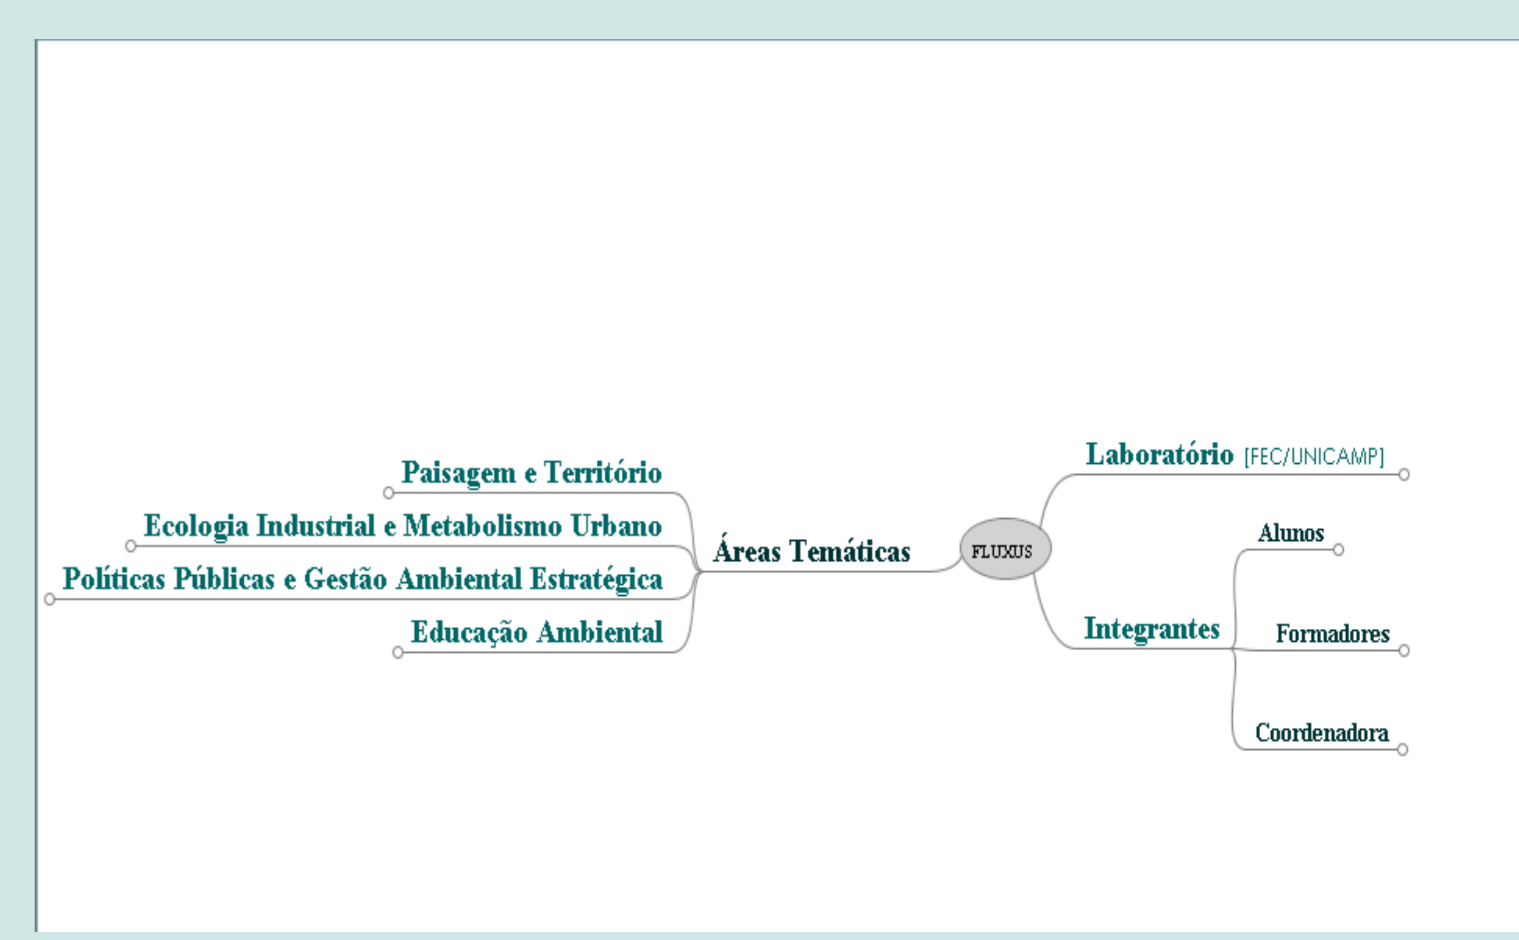 Paisagem e Território
Ecologia Industrial e Metabolismo Urbano
Políticas Públicas e Gestão Ambiental Estratégica
Educação Ambiental
Áreas Temáticas
FLUXUS
Laboratório [FEC/UNICAMP]
Integrantes
Alunos
Formadores
Coordenadora